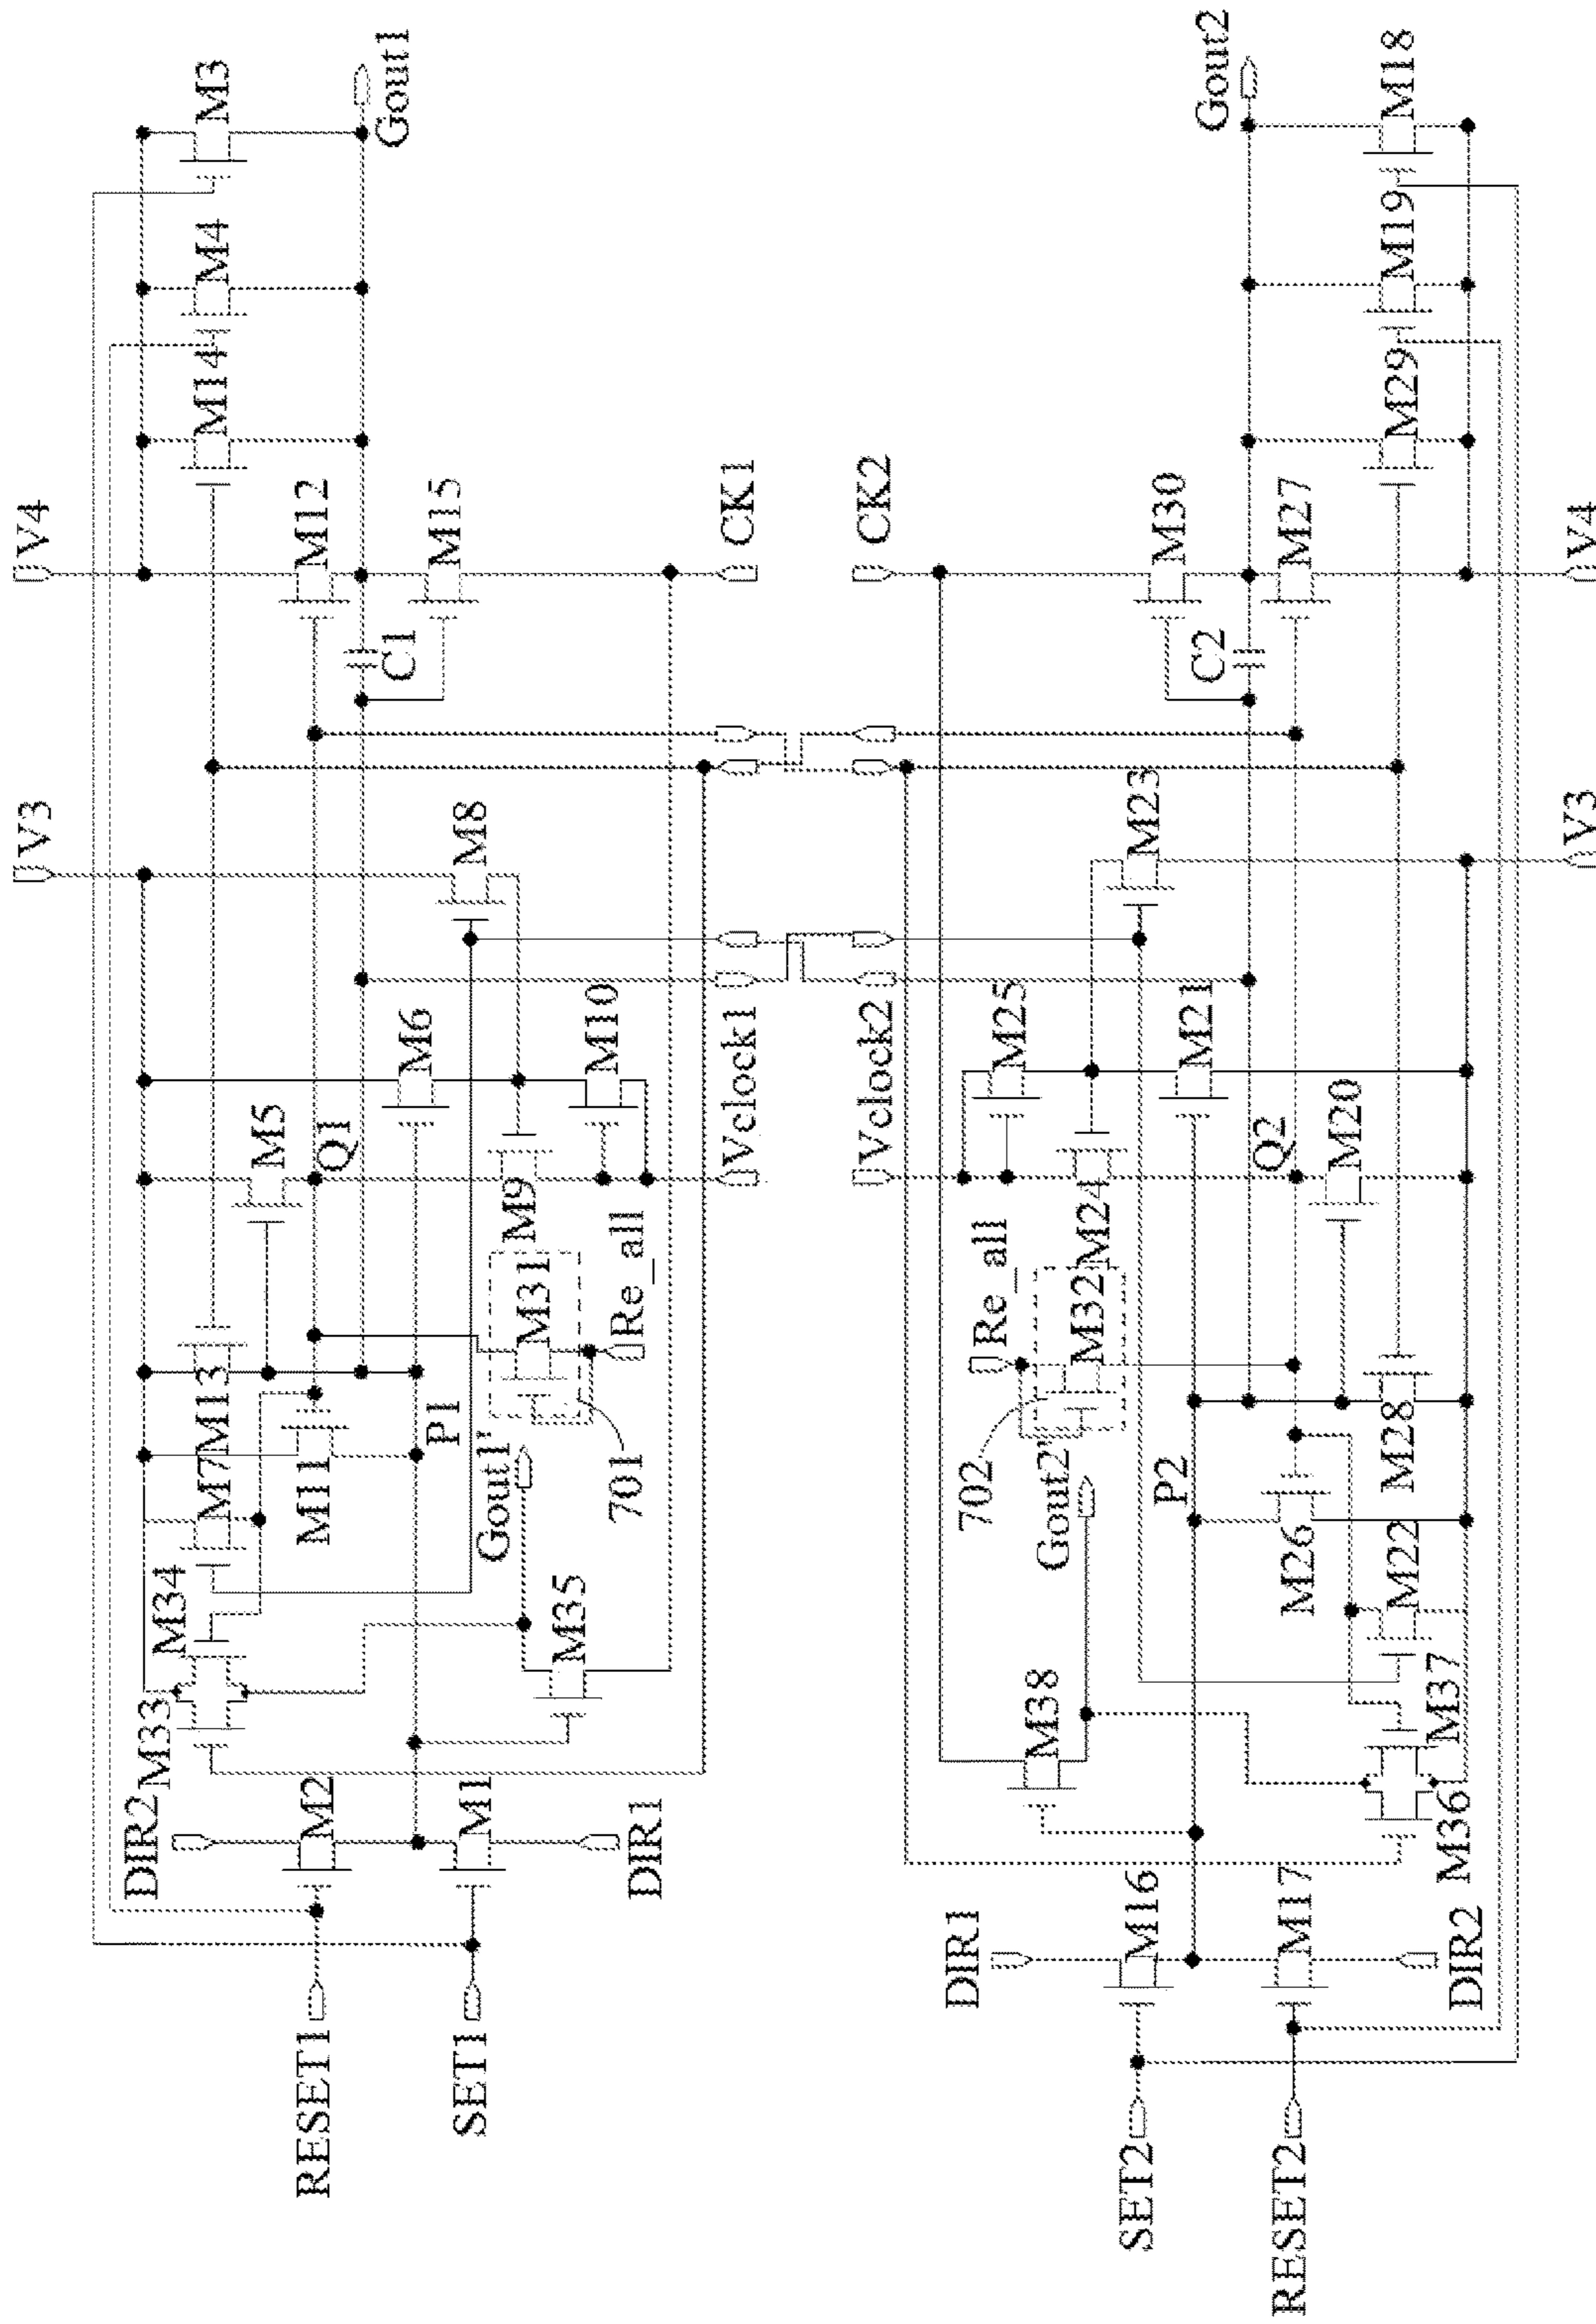 V4
V3
M3
M4
M14
M12
Gout1
C1
M15
CK1
M8
M6
M10
M5
Q1
M9
Vclock1
M31
Re_all
M13
M7
M11
P1
Gout1'
701
M34
M33
M35
DIR2
M2
M1
DIR1
RESET1
SET1
Gout2
CK2
M30
C2
M27
M18
M19
M29
V4
M23
V3
M25
Vclock2
M21
Q2
M20
M24
Re_all
M32
702
Gout2'
P2
M28
M26
M22
M38
M37
M36
DIR1
M16
M17
DIR2
SET2
RESET2